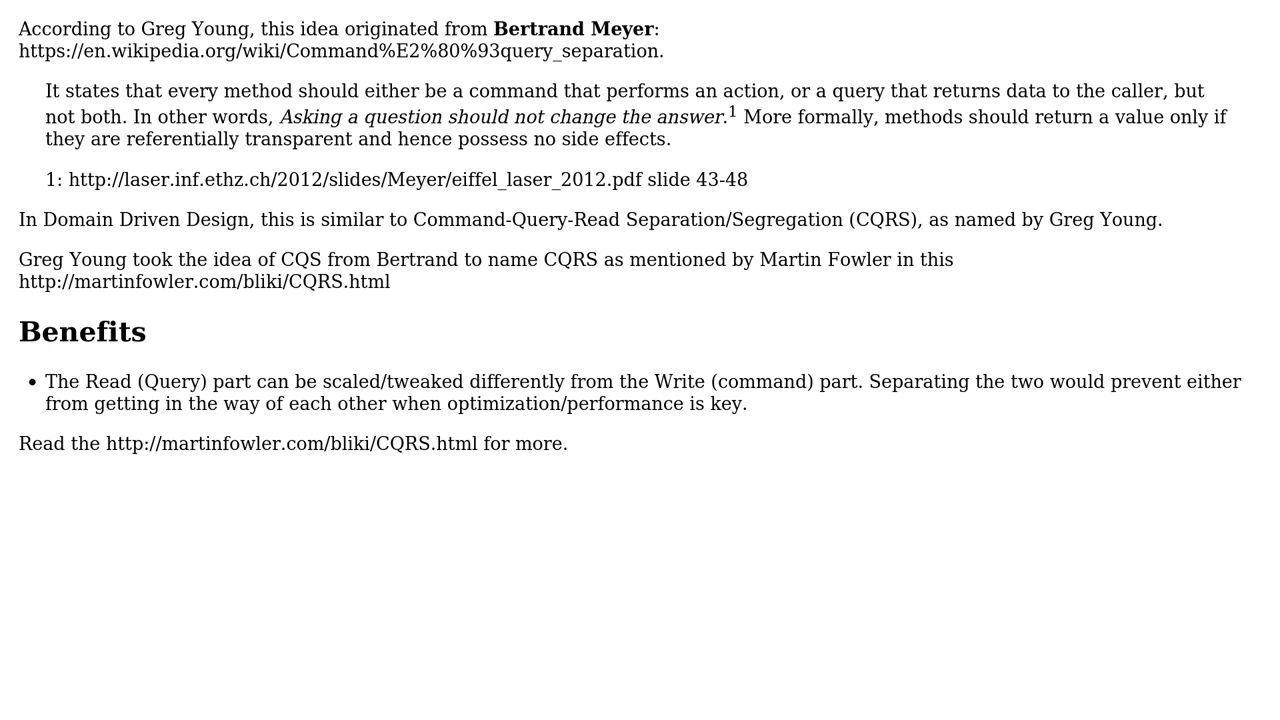 According to Greg Young, this idea originated from Bertrand Meyer:
https://en.wikipedia.org/wiki/Command%E2%80%93query_separation.
It states that every method should either be a command that performs an action, or a query that returns data to the caller, but
not both. In other words, Asking a question should not change the answer.1 More formally, methods should return a value only if
they are referentially transparent and hence possess no side effects.
1: http://laser.inf.ethz.ch/2012/slides/Meyer/eiffel_laser_2012.pdf slide 43-48
In Domain Driven Design, this is similar to Command-Query-Read Separation/Segregation (CQRS), as named by Greg Young.
Greg Young took the idea of CQS from Bertrand to name CQRS as mentioned by Martin Fowler in this
http://martinfowler.com/bliki/CQRS.html
Benefits
• The Read (Query) part can be scaled/tweaked differently from the Write (command) part. Separating the two would prevent either
from getting in the way of each other when optimization/performance is key.
Read the http://martinfowler.com/bliki/CQRS.html for more.